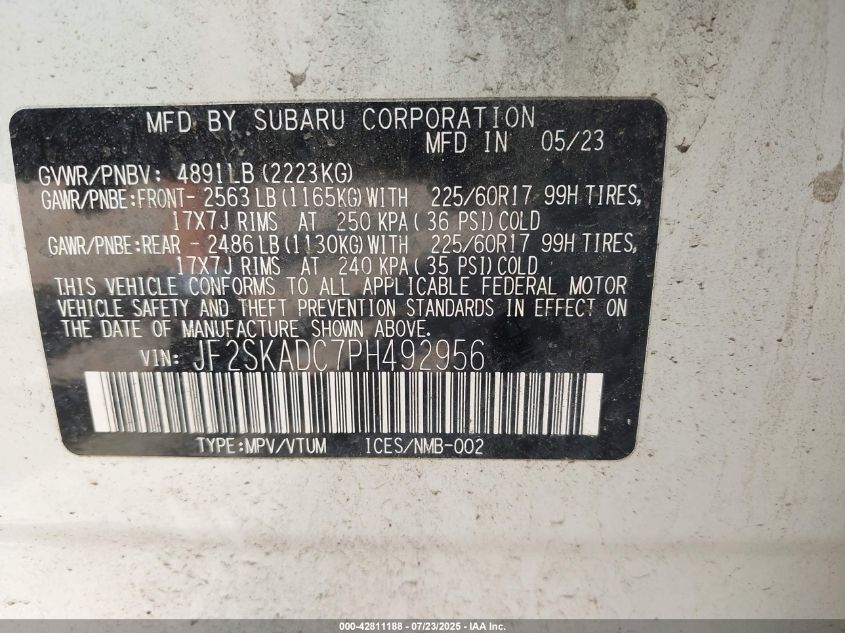 MFD BY SUBARU CORPORATION
MFD IN 05/23
GVWR/PNBV: 4891LB(2223KG)
GAWR/PNBE:FRONT- 2563LB(1165KG)WITH 225/60R17 99H TIRES,
17X7J RIMS AT 250 KPA( 36 PSI)COLD
GAWR/PNBE:REAR - 2486LB(1130KG)WITH 225/60R17 99H TIRES,
17X7J RIMS AT 240 KPA( 35 PSI)COLD
THIS VEHICLE CONFORMS TO ALL APPLICABLE FEDERAL MOTOR
VEHICLE SAFETY AND THEFT PREVENTION STANDARDS IN EFFECT ON
THE DATE OF MANUFACTURE SHOWN ABOVE.
VIN: JF2SKADC7PH492956
TYPE:MPV/VTUM ICES/NMB-002
000-42811188 - 07/23/2025 - IAA Inc.